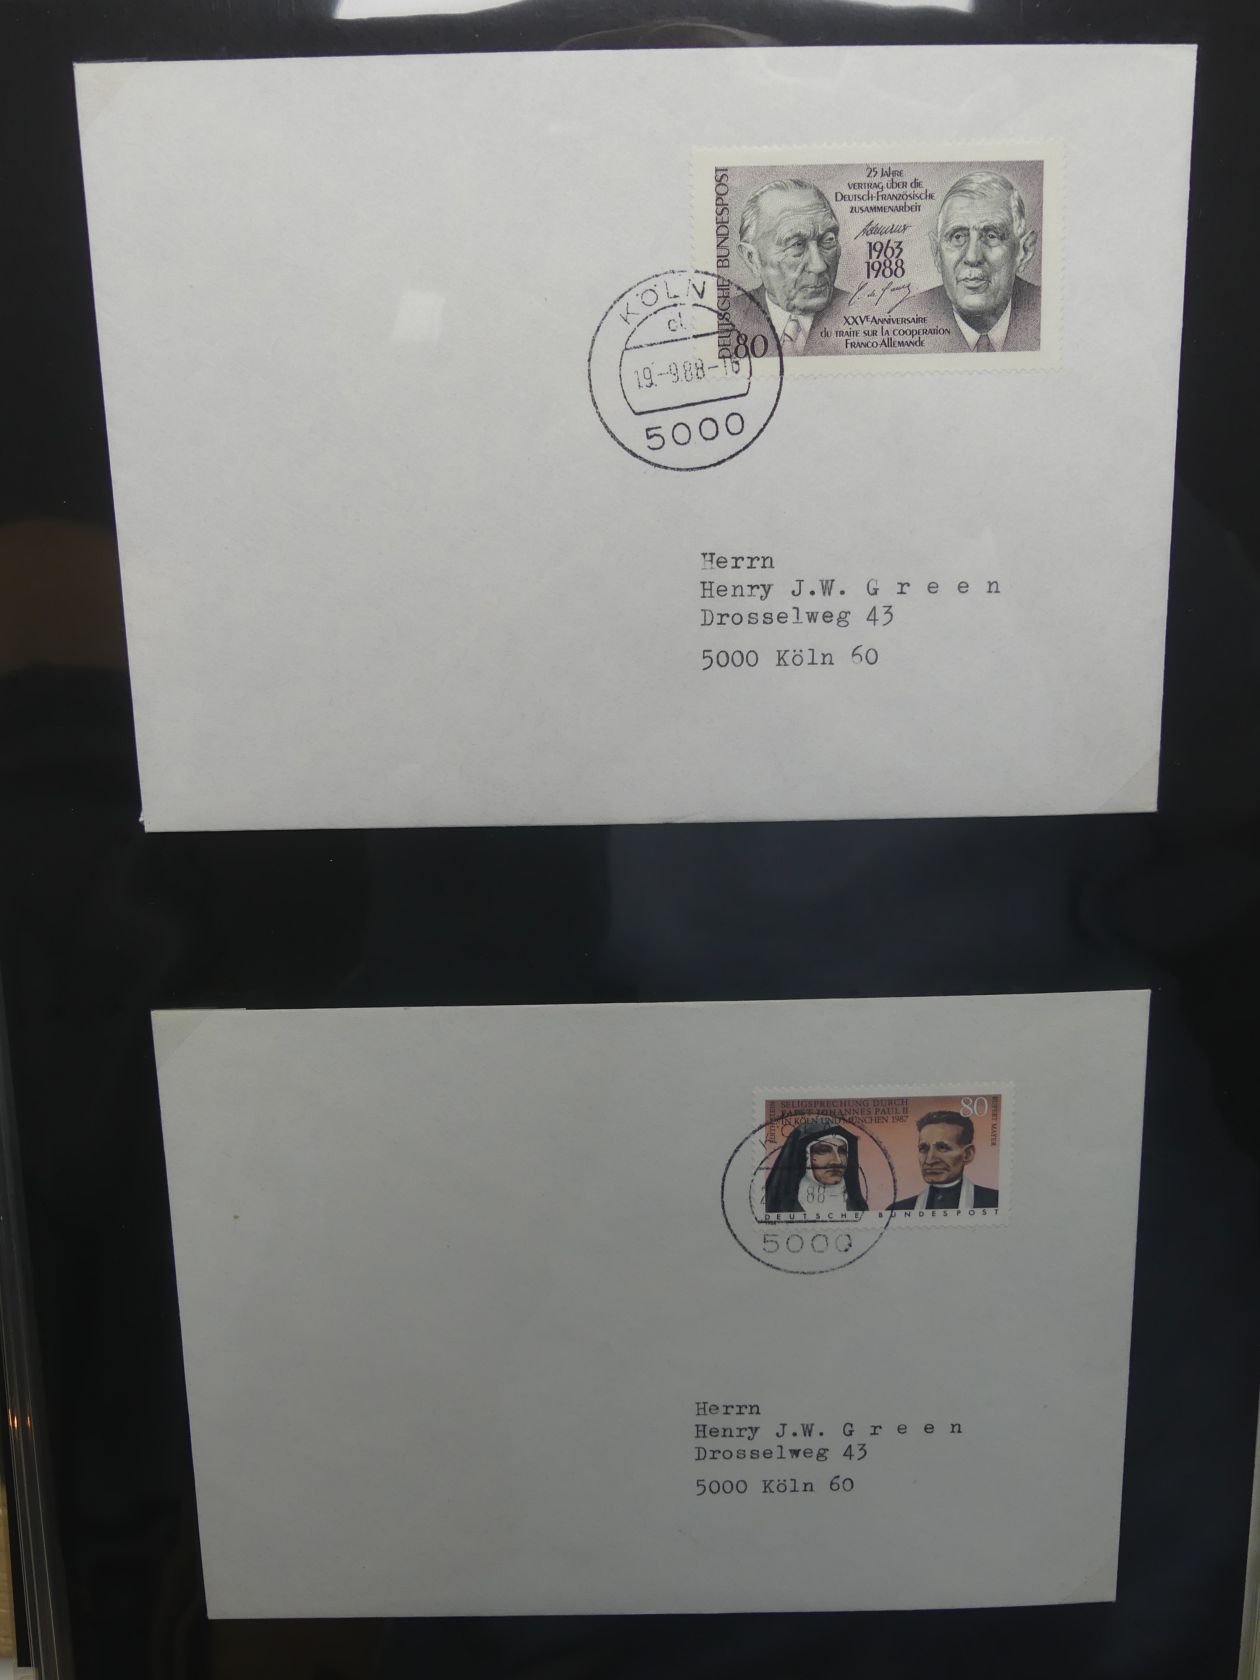 DEUTSCHE BUNDESPOST
80
25 JAHRE
VERTRAG ÜBER DIE
DEUTSCH-FRANZÖSISCHE
ZUSAMMENARBEIT
1963
1988
XXVE ANNIVERSAIRE
DU TRAITE SUR LA COOPERATION
FRANCO-ALLEMANDE
KÖLN
19.-9.88-16
5000
Herrn
Henry J.W. G r e e n
Drosselweg 43
5000 Köln 60
SELIGSPRECHUNG DURCH
PAPST JOHANNES PAUL II
IN KÖLN UND MÜNCHEN 1987
80
EDITH STEIN
RUPERT MAYER
DEUTSCHE BUNDESPOST
88
5000
Herrn
Henry J.W. G r e e n
Drosselweg 43
5000 Köln 60